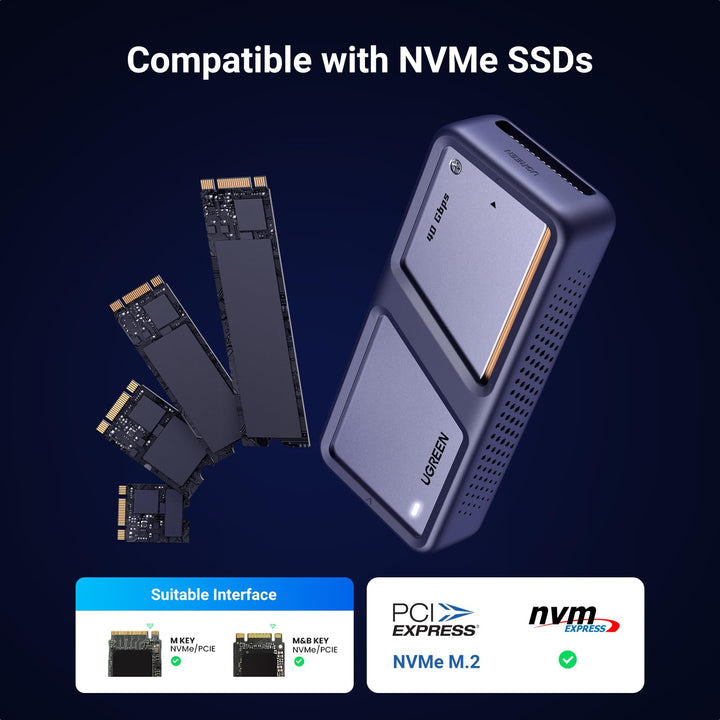 Compatible with NVMe SSDs
UGREEN
40 Gbps
UGREEN
Suitable Interface
M KEY
NVMe/PCIE
M&B KEY
NVMe/PCIE
PCI
EXPRESS®
NVMe M.2
nvm
EXPRESS